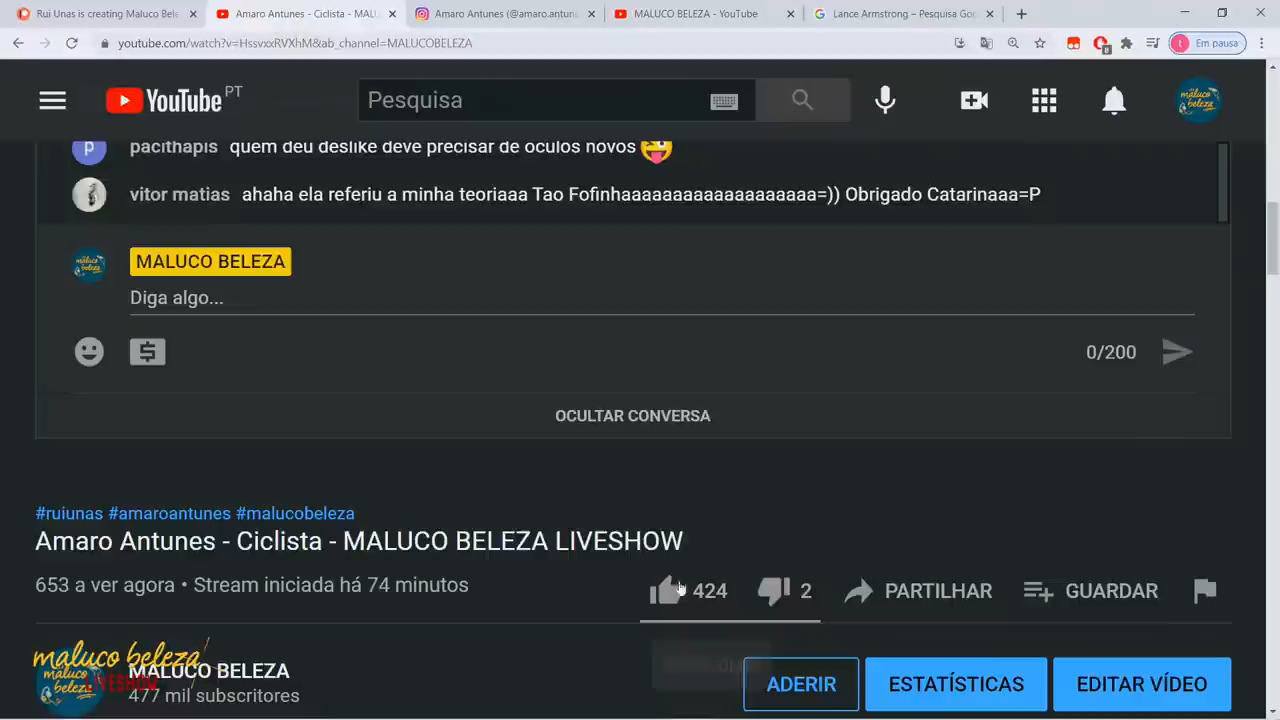 Rui Unas is creating Maluco Bele
Amaro Antunes - Ciclista - MALU
Amaro Antunes (@amaro.antune
MALUCO BELEZA - YouTube
Lance Armstrong – Pesquisa Goo
youtube.com/watch?v=HssvxxRVXhM&ab_channel=MALUCOBELEZA
Em pausa
YouTube PT
Pesquisa
pacithapis quem deu deslike deve precisar de oculos novos
vitor matias ahaha ela referiu a minha teoriaaa Tao Fofinhaaaaaaaaaaaaaaaaaaa=)) Obrigado Catarinaaa=P
MALUCO BELEZA
Diga algo...
0/200
OCULTAR CONVERSA
#ruiunas #amaroantunes #malucobeleza
Amaro Antunes - Ciclista - MALUCO BELEZA LIVESHOW
653 a ver agora • Stream iniciada há 74 minutos
424
2
PARTILHAR
GUARDAR
maluco beleza
LIVESHOW
MALUCO BELEZA
477 mil subscritores
ADERIR
ESTATÍSTICAS
EDITAR VÍDEO